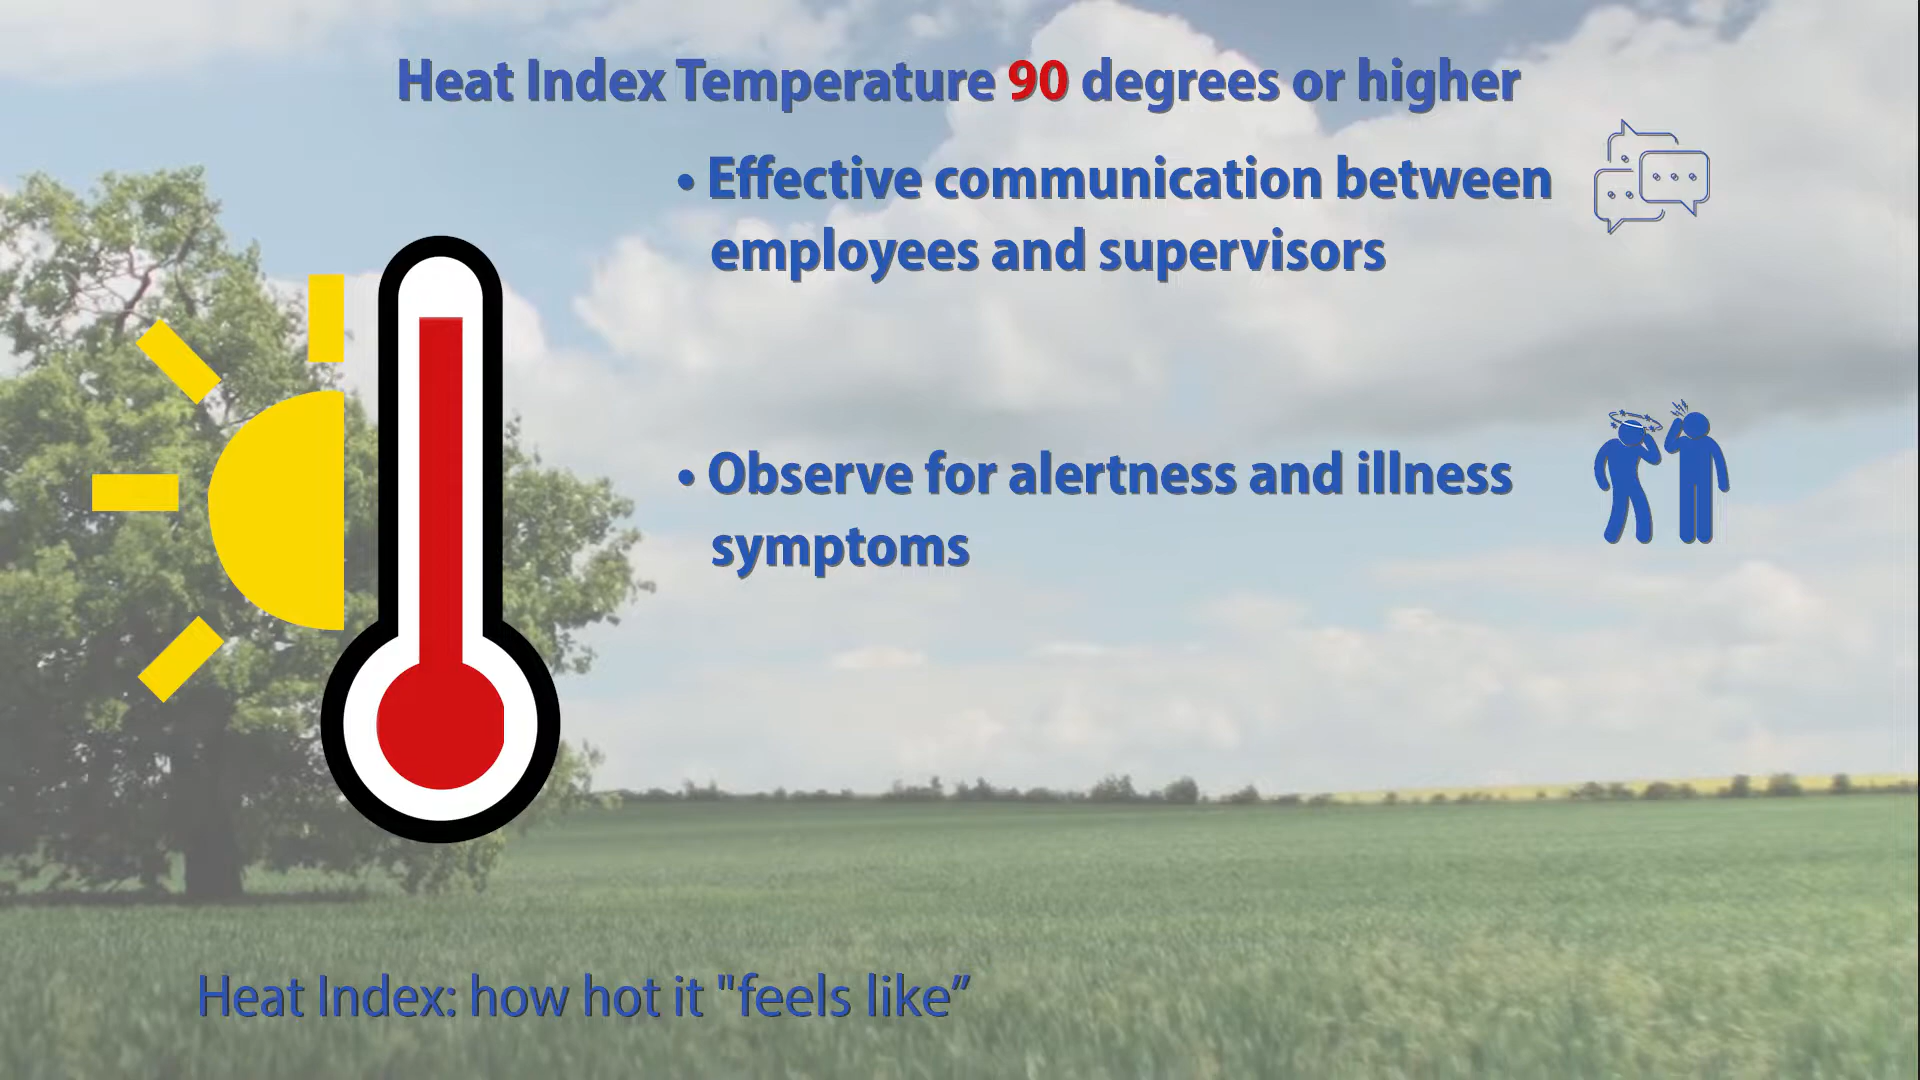 Heat Index Temperature 90 degrees or higher
• Effective communication between
employees and supervisors
• Observe for alertness and illness
symptoms
Heat Index: how hot it "feels like”